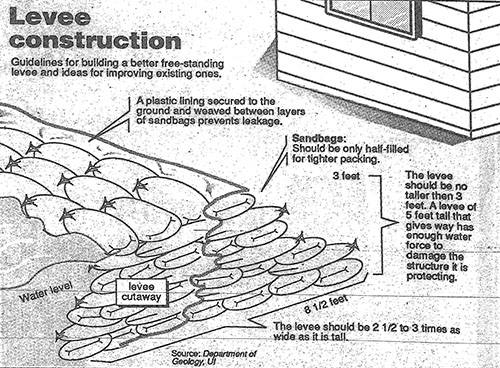 Levee
construction
Guidelines for building a better free-standing
levee and ideas for improving existing ones.
A plastic lining secured to the
ground and weaved between layers
of sandbags prevents leakage.
Sandbags:
Should be only half-filled
for tighter packing.
3 feet
The levee
should be no
taller then 3
feet. A levee of
5 feet tall that
gives way has
enough water
force to
damage the
structure it is
protecting.
Water level
levee
cutaway
8 1/2 feet
The levee should be 2 1/2 to 3 times as
wide as it is tall.
Source: Department of
Geology, UI